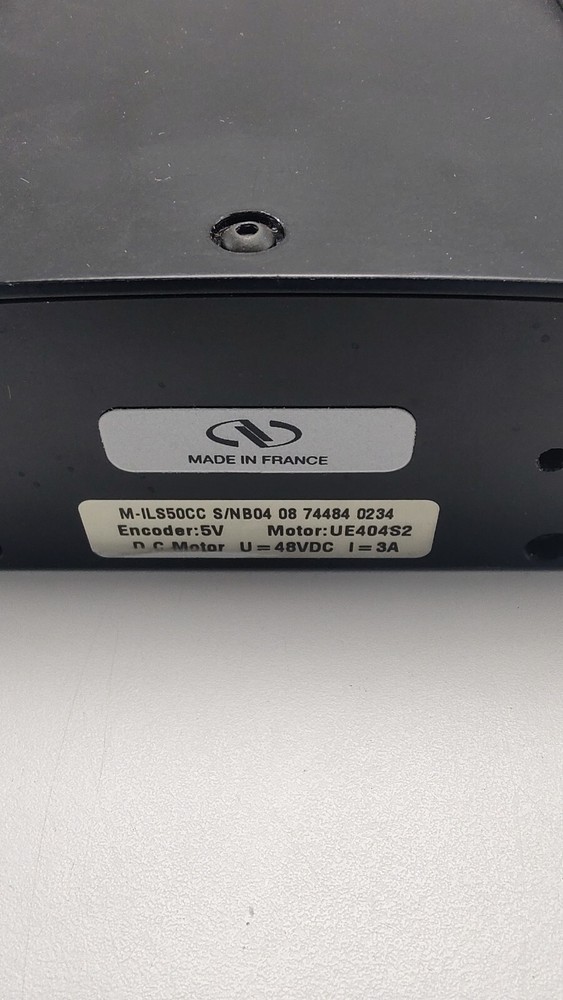 MADE IN FRANCE
M-ILS50CC S/NB04 08 74484 0234
Encoder:5V Motor:UE404S2
D.C.Motor U=48VDC I=3A